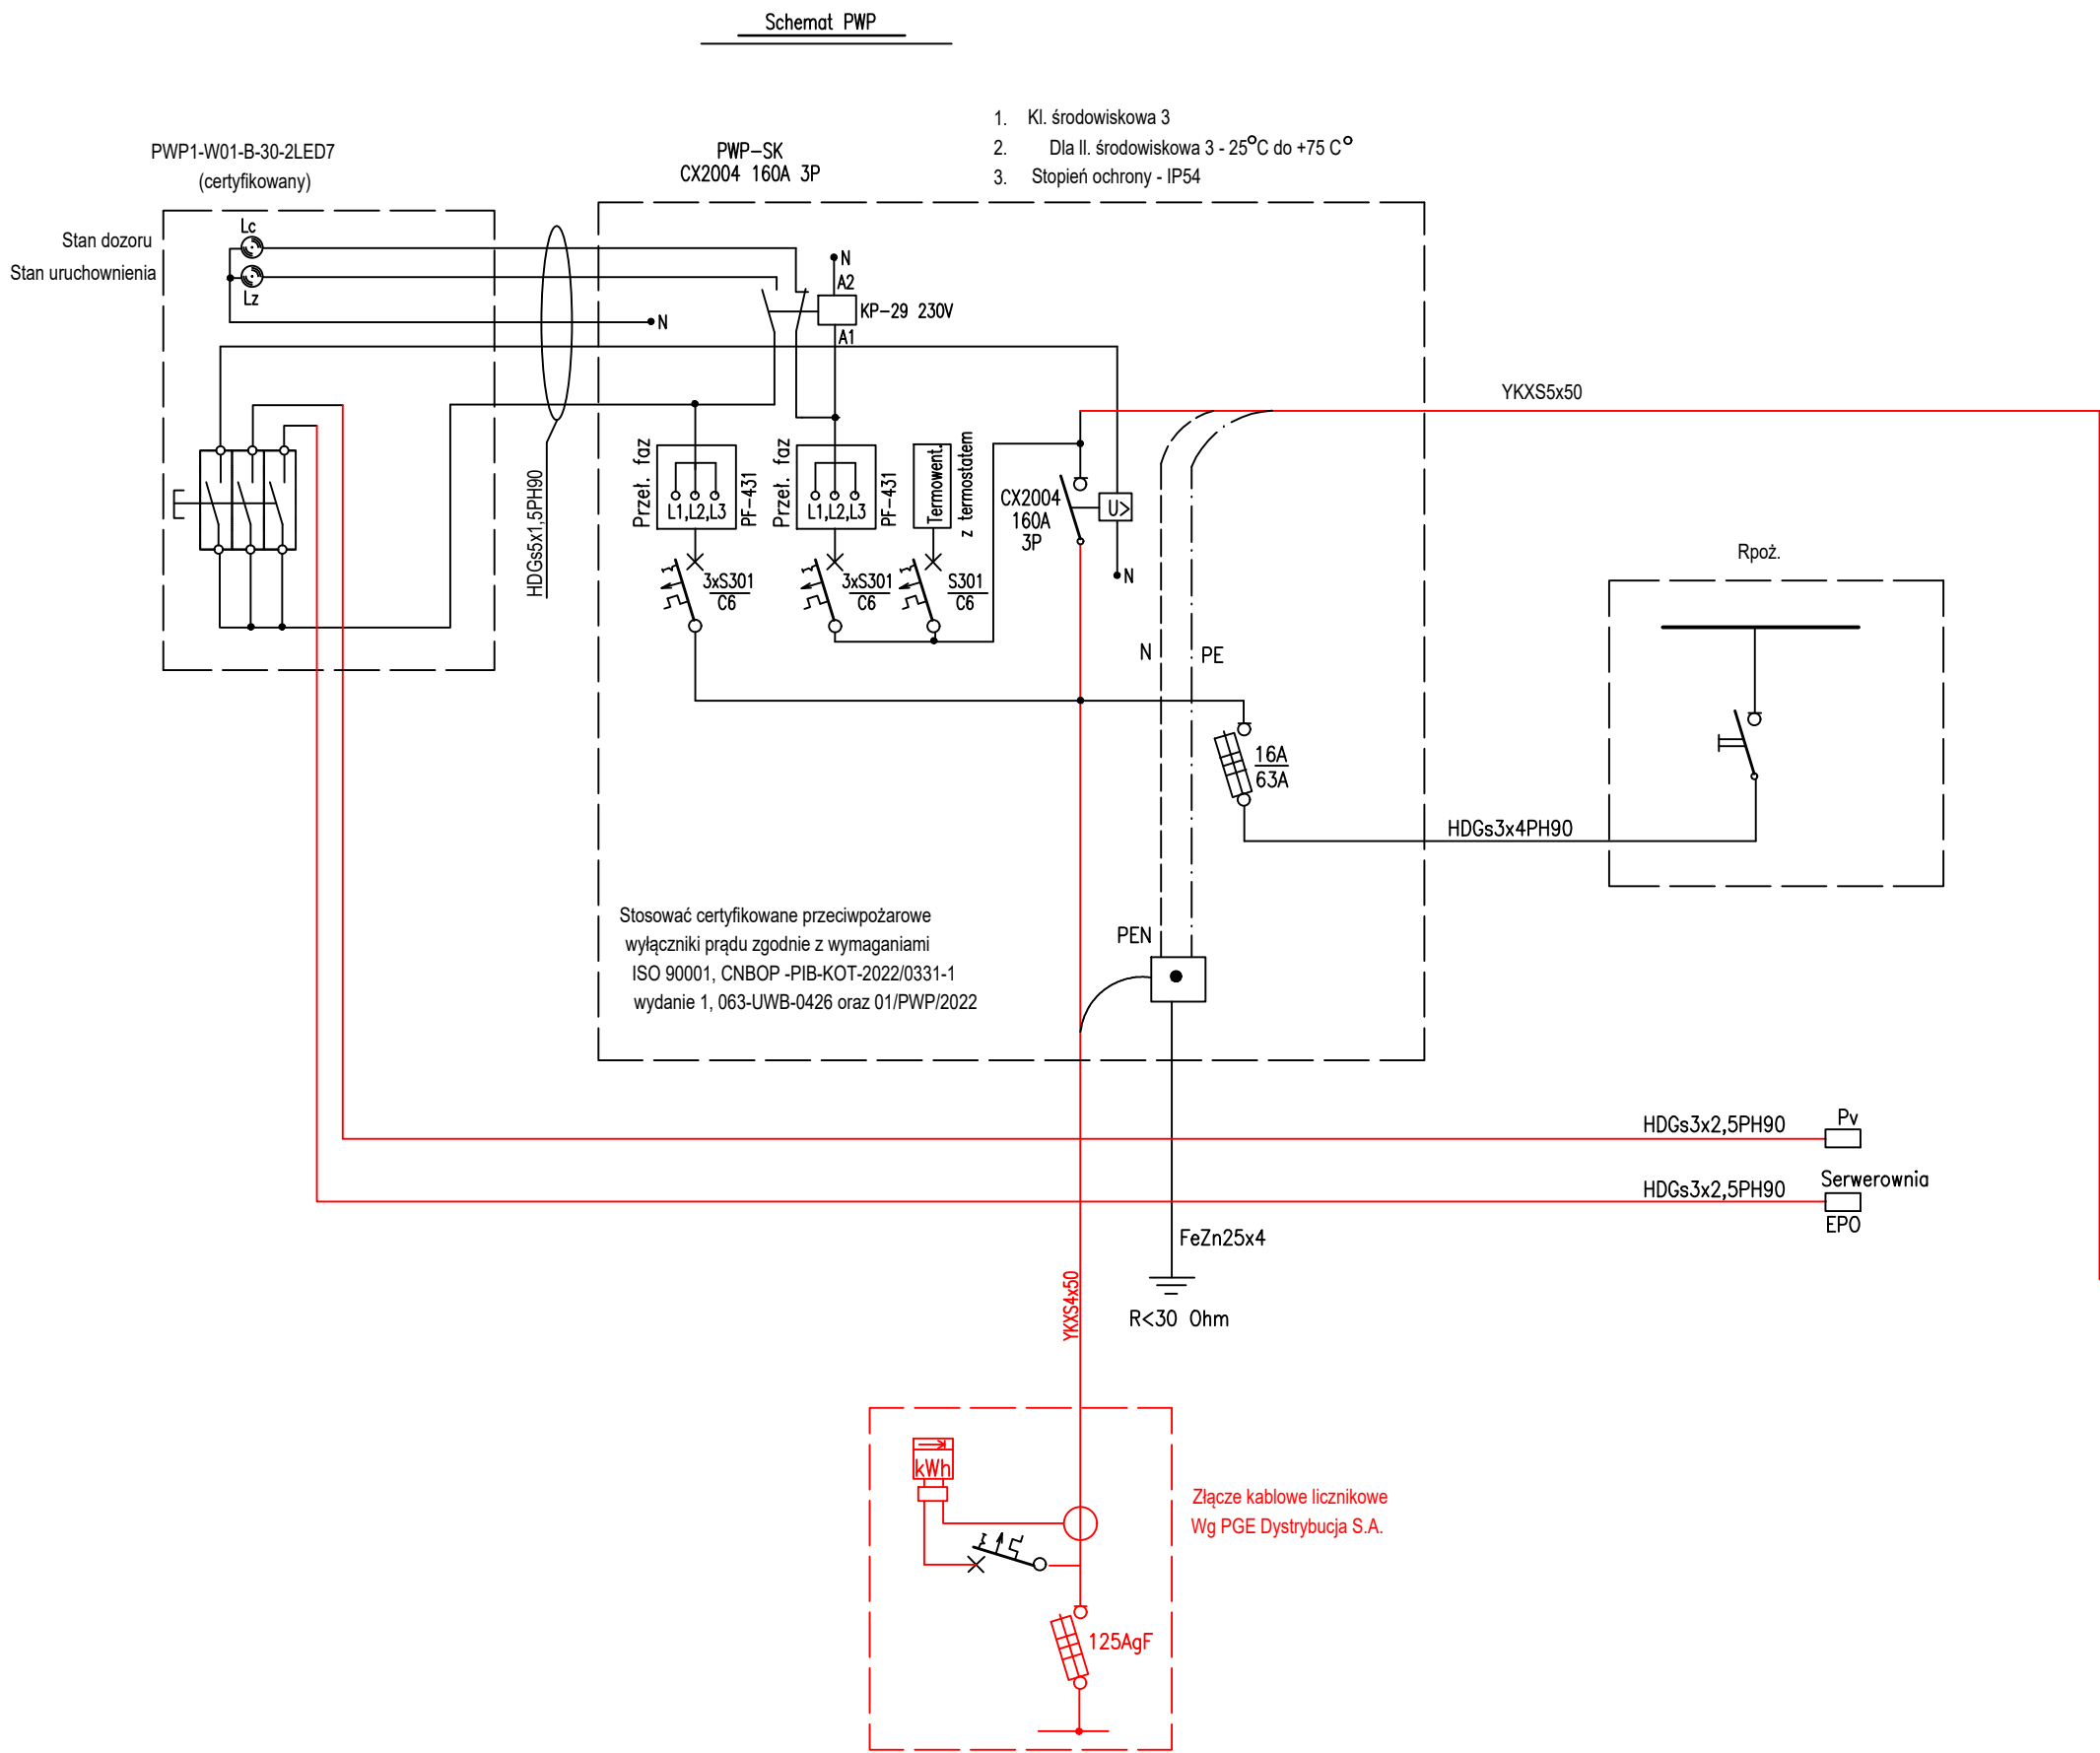 Schemat PWP
1. Kl. środowiskowa 3
2. Dla II. środowiskowa 3 - 25°C do +75 C°
3. Stopień ochrony - IP54
PWP1-W01-B-30-2LED7
(certyfikowany)
PWP-SK
CX2004 160A 3P
Stan dozoru
Stan uruchownienia
Lc
Lz
N
N
A2
KP-29 230V
A1
HDGs5x1,5PH90
YKXS5x50
Przeł. faz
L1,L2,L3
PF-431
Przeł. faz
L1,L2,L3
PF-431
Termowent.
z termostatem
CX2004
160A
3P
U>
N
3xS301
C6
3xS301
C6
S301
C6
Rpoż.
N
PE
16A
63A
HDGs3x4PH90
Stosować certyfikowane przeciwpożarowe
wyłączniki prądu zgodnie z wymaganiami
ISO 90001, CNBOP -PIB-KOT-2022/0331-1
wydanie 1, 063-UWB-0426 oraz 01/PWP/2022
PEN
HDGs3x2,5PH90
Pv
HDGs3x2,5PH90
Serwerownia
EPO
FeZn25x4
R<30 Ohm
YKXS4x50
kWh
Złącze kablowe licznikowe
Wg PGE Dystrybucja S.A.
125AgF